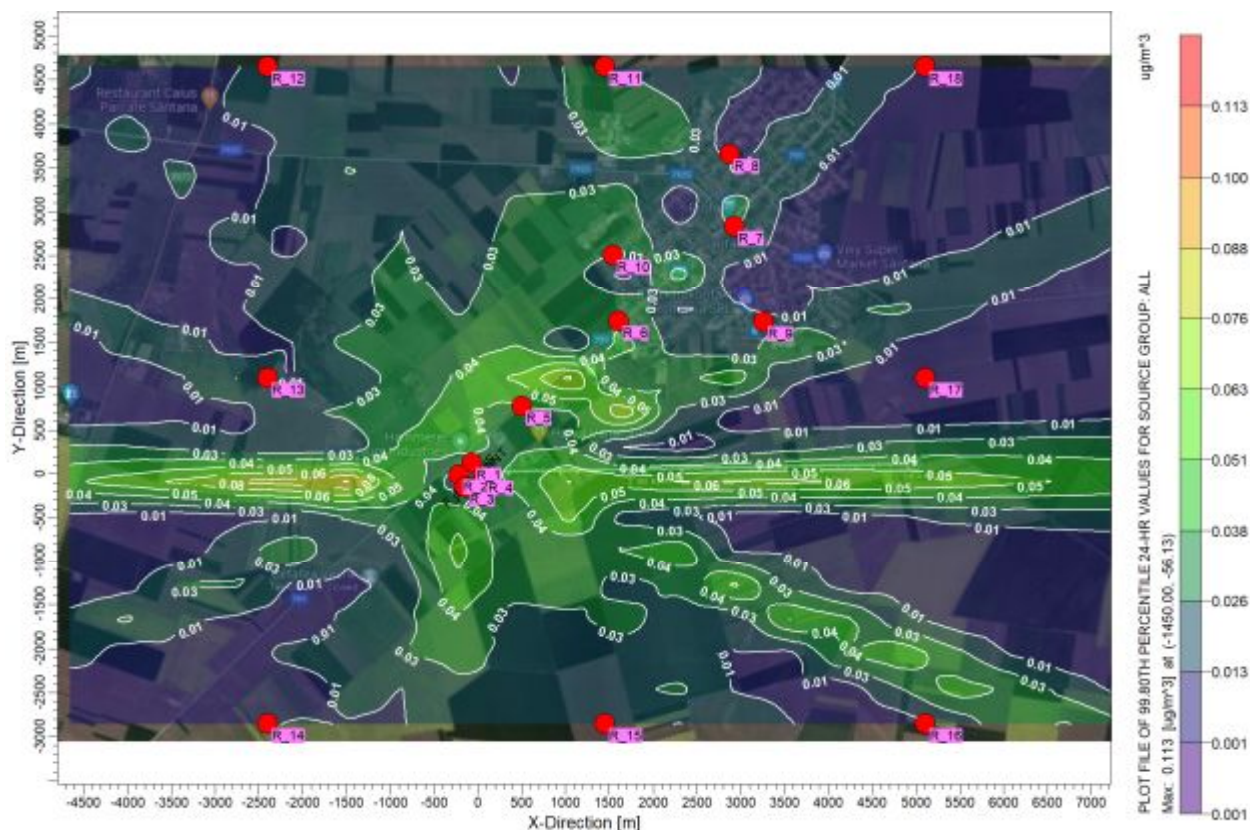 5000
4500
4000
3500
3000
2500
2000
1500
1000
500
0
-500
-1000
-1500
-2000
-2500
-3000
Y-Direction [m]
-4500 -4000 -3500 -3000 -2500 -2000 -1500 -1000 -500 0 500 1000 1500 2000 2500 3000 3500 4000 4500 5000 5500 6000 6500 7000
X-Direction [m]
R_12
R_11
R_18
Restaurant Caius
R_8
R_7
R_10
Very Super
R_6
R_9
R_13
R_17
R_5
R_1
R_2
R_4
R_3
R_14
R_15
R_16
0.01
0.03
0.04
0.05
0.06
0.08
PLOT FILE OF 99.80TH PERCENTILE 24-HR VALUES FOR SOURCE GROUP: ALL
Max: 0.113 [ug/m^3] at (-1450.00, -56.13)
ug/m^3
0.113
0.100
0.088
0.076
0.063
0.051
0.038
0.026
0.013
0.001
0.001